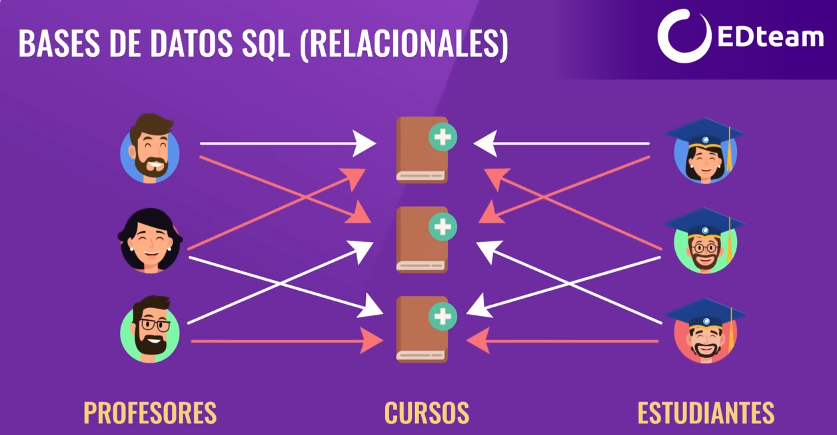 BASES DE DATOS SQL (RELACIONALES)
EDteam
PROFESORES
CURSOS
ESTUDIANTES